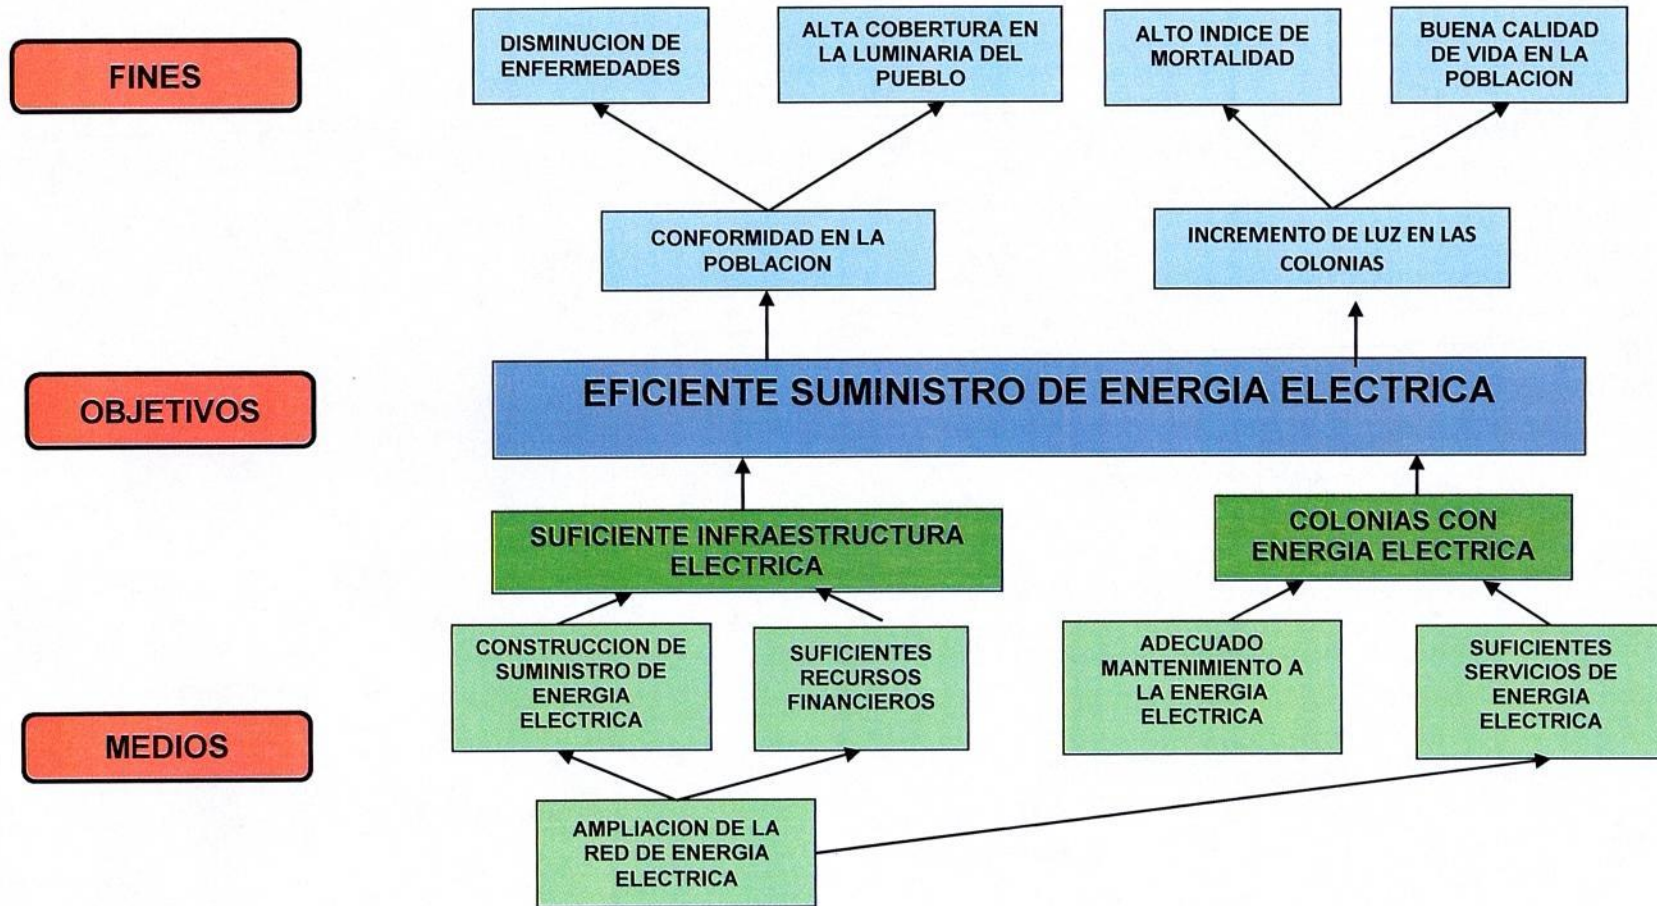 FINES
DISMINUCION DE
ENFERMEDADES
ALTA COBERTURA EN
LA LUMINARIA DEL
PUEBLO
ALTO INDICE DE
MORTALIDAD
BUENA CALIDAD
DE VIDA EN LA
POBLACION
CONFORMIDAD EN LA
POBLACION
INCREMENTO DE LUZ EN LAS
COLONIAS
OBJETIVOS
EFICIENTE SUMINISTRO DE ENERGIA ELECTRICA
SUFICIENTE INFRAESTRUCTURA
ELECTRICA
COLONIAS CON
ENERGIA ELECTRICA
MEDIOS
CONSTRUCCION DE
SUMINISTRO DE
ENERGIA
ELECTRICA
SUFICIENTES
RECURSOS
FINANCIEROS
ADECUADO
MANTENIMIENTO A
LA ENERGIA
ELECTRICA
SUFICIENTES
SERVICIOS DE
ENERGIA
ELECTRICA
AMPLIACION DE LA
RED DE ENERGIA
ELECTRICA